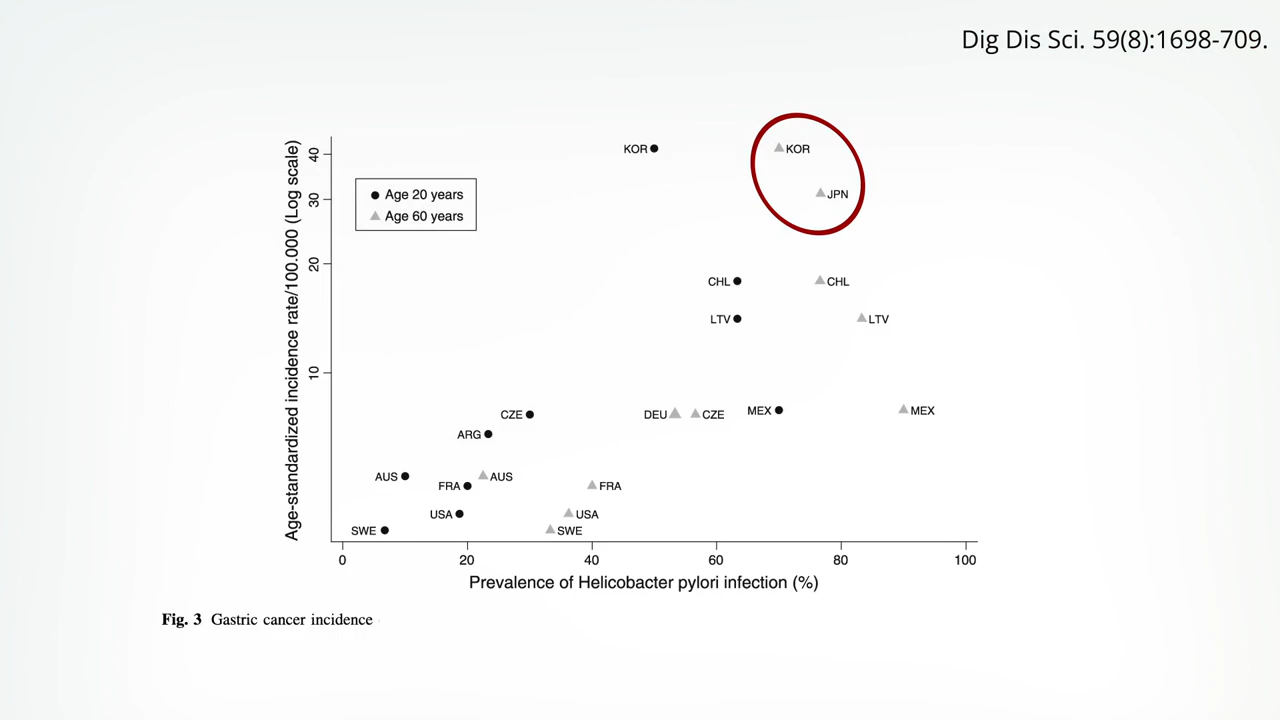 Dig Dis Sci. 59(8):1698-709.
Age-standardized incidence rate/100.000 (Log scale)
40
30
20
10
Age 20 years
Age 60 years
KOR
KOR
JPN
CHL
CHL
LTV
LTV
CZE
DEU
CZE
MEX
MEX
ARG
AUS
AUS
FRA
FRA
USA
USA
SWE
SWE
0
20
40
60
80
100
Prevalence of Helicobacter pylori infection (%)
Fig. 3 Gastric cancer incidence